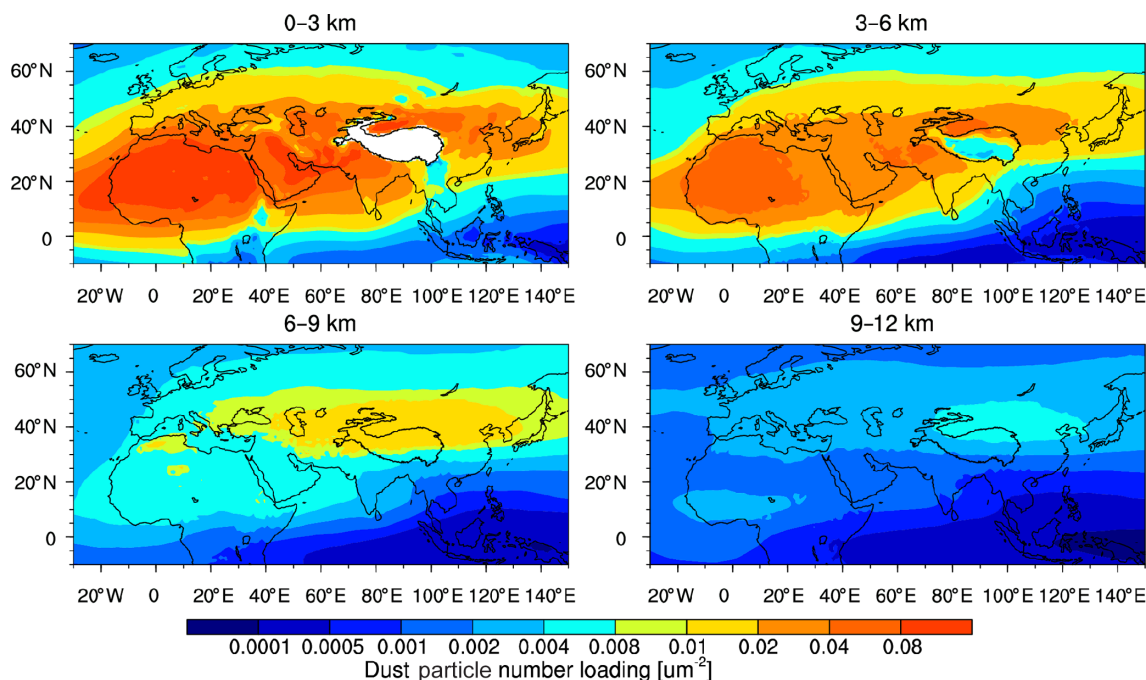 0–3 km
3–6 km
60° N
40° N
20° N
0
60° N
40° N
20° N
0
20°W 0 20°E 40°E 60°E 80°E 100°E 120°E 140°E
20°W 0 20°E 40°E 60°E 80°E 100°E 120°E 140°E
6–9 km
9–12 km
60° N
40° N
20° N
0
60° N
40° N
20° N
0
20°W 0 20°E 40°E 60°E 80°E 100°E 120°E 140°E
20°W 0 20°E 40°E 60°E 80°E 100°E 120°E 140°E
0.0001 0.0005 0.001 0.002 0.004 0.008 0.01 0.02 0.04 0.08
Dust particle number loading [um⁻²]